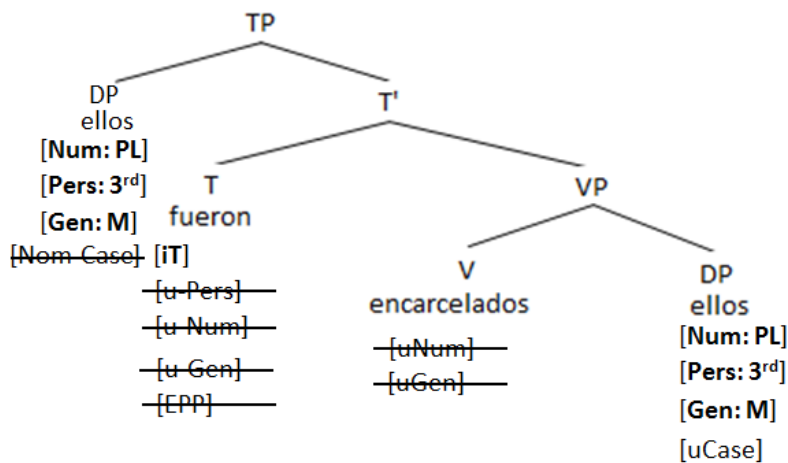 TP
DP
ellos
[Num: PL]
[Pers: 3rd]
[Gen: M]
[Nom-Case]
T'
T
fueron
[iT]
[u-Pers]
[u-Num]
[u-Gen]
[EPP]
VP
V
encarcelados
[uNum]
[uGen]
DP
ellos
[Num: PL]
[Pers: 3rd]
[Gen: M]
[uCase]